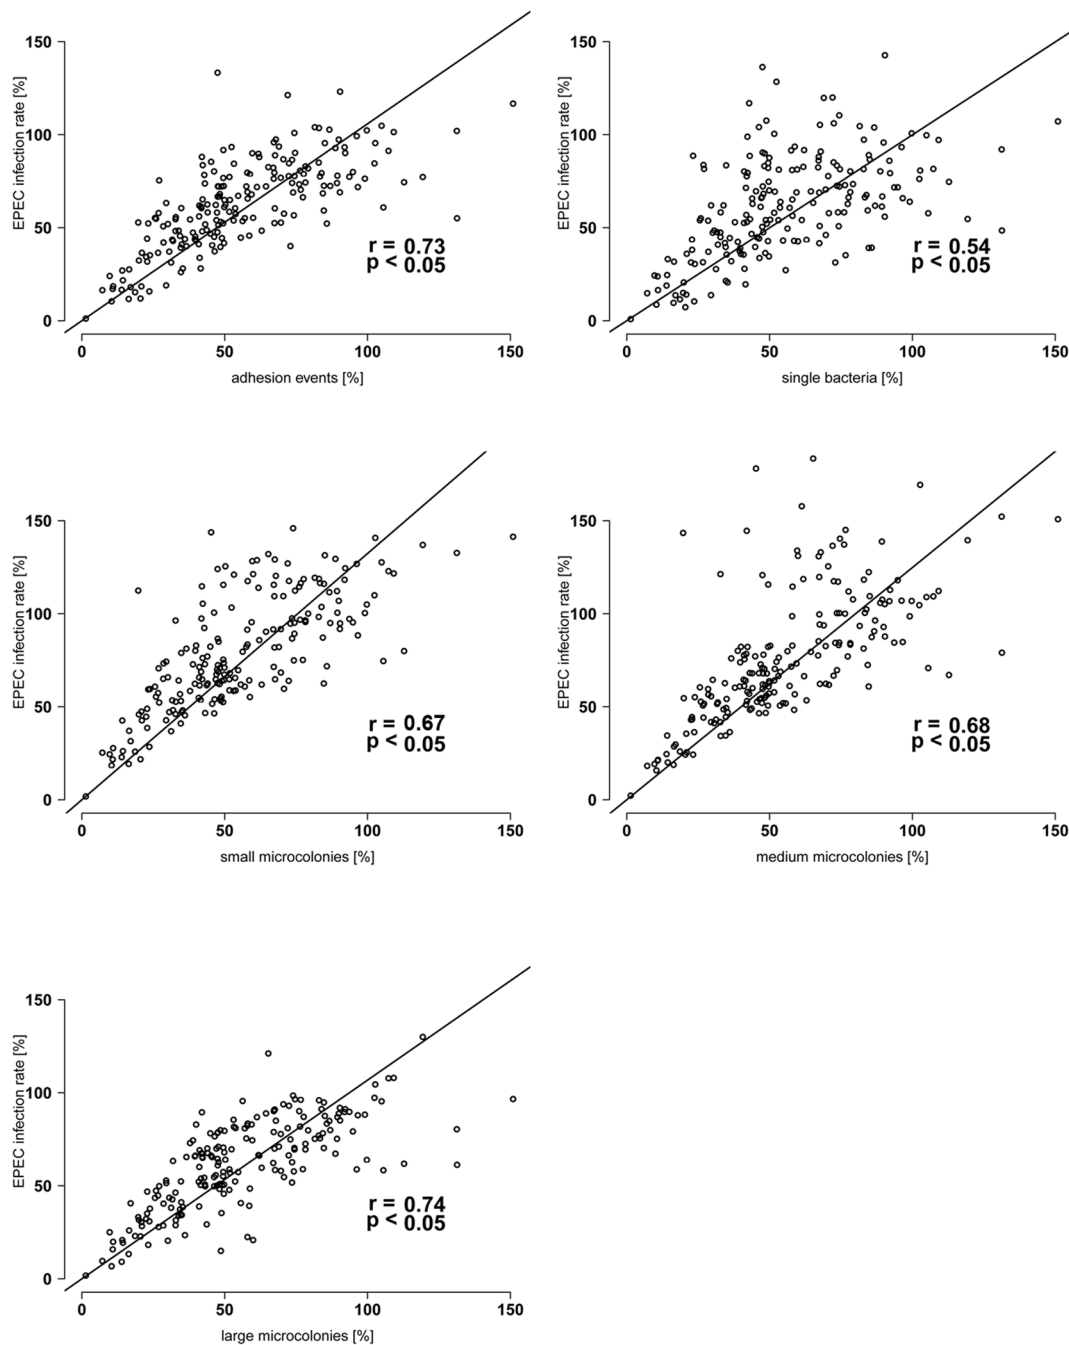 EPEC infection rate [%]
150
100
50
0
r = 0.73
p < 0.05
0 50 100 150
adhesion events [%]
EPEC infection rate [%]
150
100
50
0
r = 0.54
p < 0.05
0 50 100 150
single bacteria [%]
EPEC infection rate [%]
150
100
50
0
r = 0.67
p < 0.05
0 50 100 150
small microcolonies [%]
EPEC infection rate [%]
150
100
50
0
r = 0.68
p < 0.05
0 50 100 150
medium microcolonies [%]
EPEC infection rate [%]
150
100
50
0
r = 0.74
p < 0.05
0 50 100 150
large microcolonies [%]